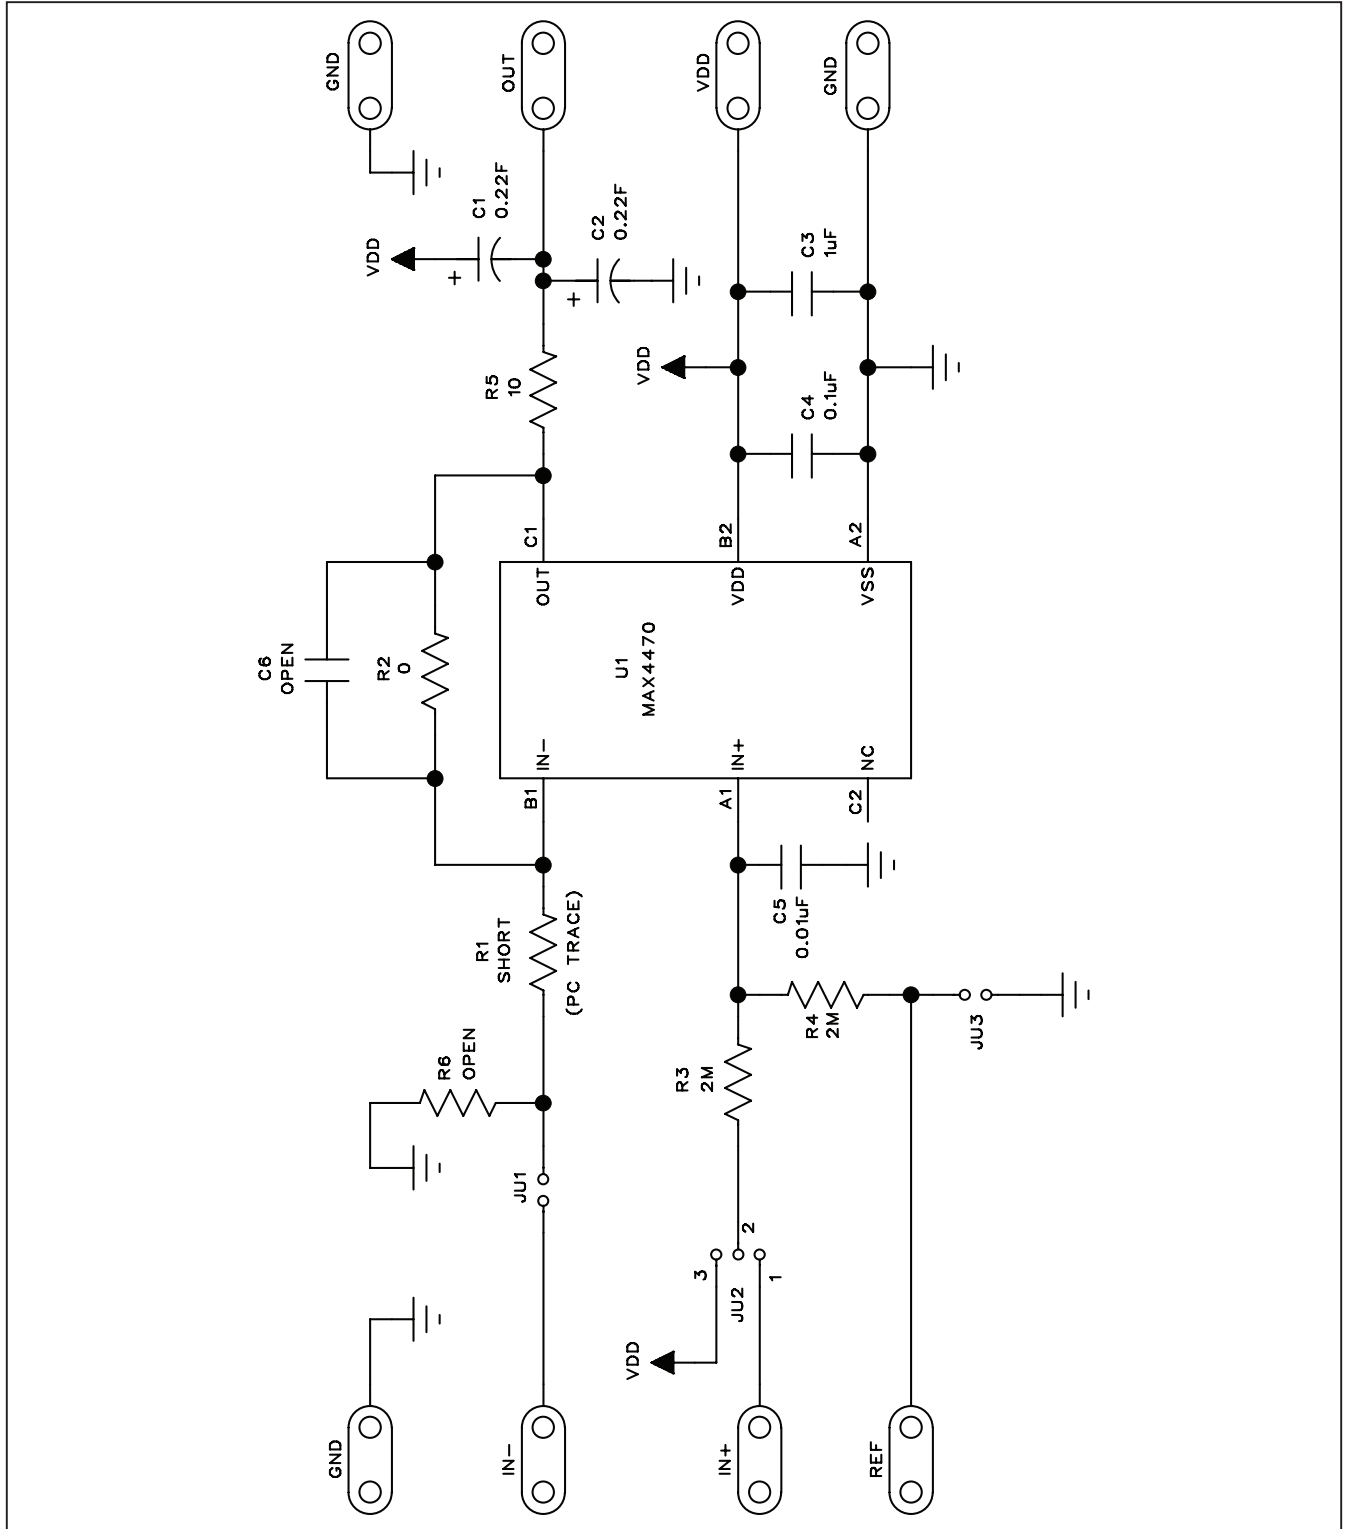 GND
OUT
VDD
GND
VDD
+
C1
0.22F
+
C2
0.22F
R5
10
VDD
C3
1uF
C4
0.1uF
C6
OPEN
R2
0
C1
B2
A2
OUT
VDD
VSS
U1
MAX4470
IN-
IN+
NC
B1
A1
C2
R1
SHORT
(PC TRACE)
C5
0.01uF
R6
OPEN
R3
2M
R4
2M
JU3
JU1
3
2
1
JU2
VDD
GND
IN-
IN+
REF